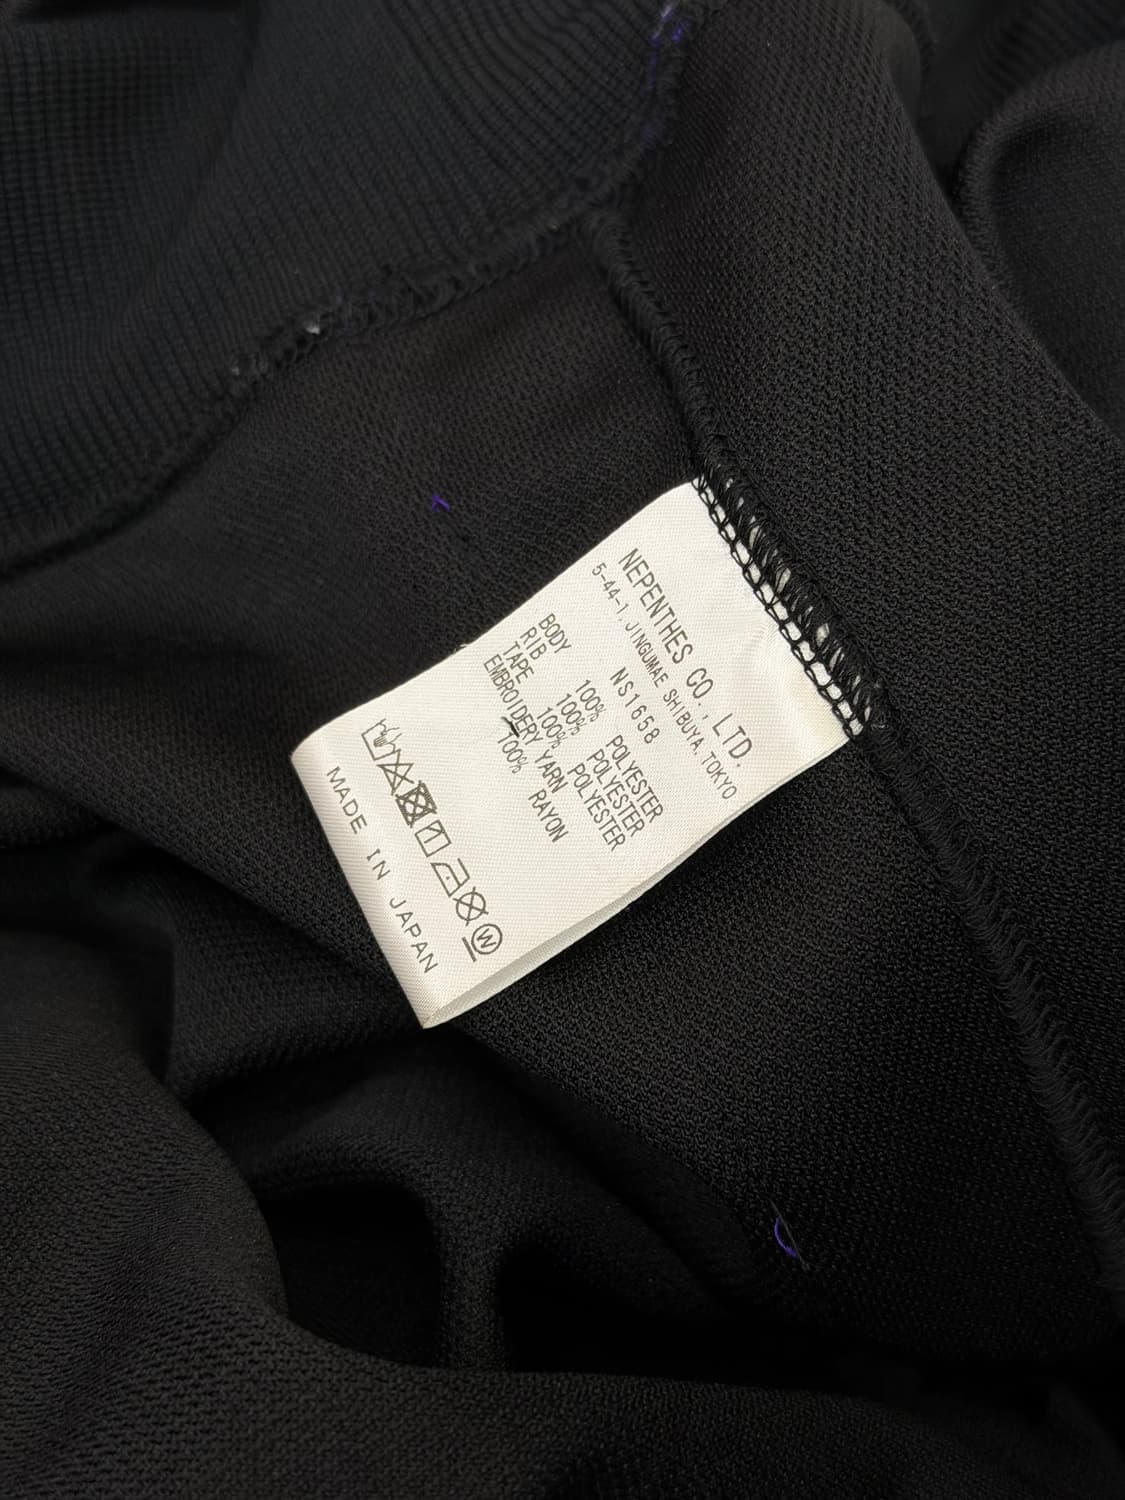 NEPENTHES CO., LTD.
5-44-1, JINGUMAE SHIBUYA, TOKYO
NS1658
BODY 100% POLYESTER
RIB 100% POLYESTER
TAPE 100% POLYESTER
EMBROIDERY YARN
100% RAYON
W
MADE IN JAPAN